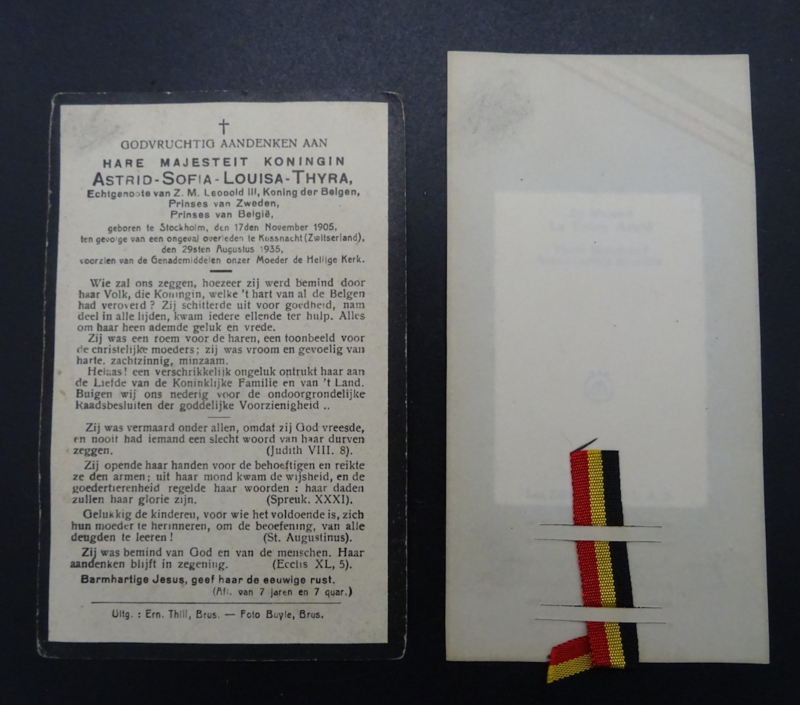 GODVRUCHTIG AANDENKEN AAN
HARE MAJESTEIT KONINGIN
ASTRID-SOFIA-LOUISA-THYRA,
Echtgenoote van Z. M. Leopold III, Koning der Belgen,
Prinses van Zweden,
Prinses van België,
geboren te Stockholm, den 17den November 1905,
ten gevolge van een ongeval overleden te Kussnacht (Zwitserland),
den 29sten Augustus 1935,
voorzien van de Genademiddelen onzer Moeder de Heilige Kerk.
Wie zal ons zeggen, hoezeer zij werd bemind door
haar Volk, die Koningin, welke 't hart van al de Belgen
had veroverd ? Zij schitterde uit voor goedheid, nam
deel in alle lijden, kwam iedere ellende ter hulp. Alles
om haar heen ademde geluk en vrede.
Zij was een roem voor de haren, een toonbeeld voor
de christelijke moeders; zij was vroom en gevoelig van
harte. zachtzinnig, minzaam.
Helaas! een verschrikkelijk ongeluk ontrukt haar aan
de Liefde van de Koninklijke Familie en van 't Land.
Buigen wij ons nederig voor de ondoorgrondelijke
Raadsbesluiten der goddelijke Voorzienigheid ..
Zij was vermaard onder allen, omdat zij God vreesde,
en nooit had iemand een slecht woord van haar durven
zeggen. (Judith VIII. 8).
Zij opende haar handen voor de behoeftigen en reikte
ze den armen; uit haar mond kwam de wijsheid, en de
goedertierenheid regelde haar woorden : haar daden
zullen haar glorie zijn. (Spreuk. XXXI).
Gelukkig de kinderen, voor wie het voldoende is, zich
hun moeder te herinneren, om de beoefening, van alle
deugden te leeren ! (St. Augustinus).
Zij was bemind van God en van de menschen. Haar
aandenken blijft in zegening. (Ecclis XL, 5).
Barmhartige Jesus, geef haar de eeuwige rust.
(Afl. van 7 jaren en 7 quar.)
Uitg. : Ern. Thill, Brus. — Foto Buyle, Brus.